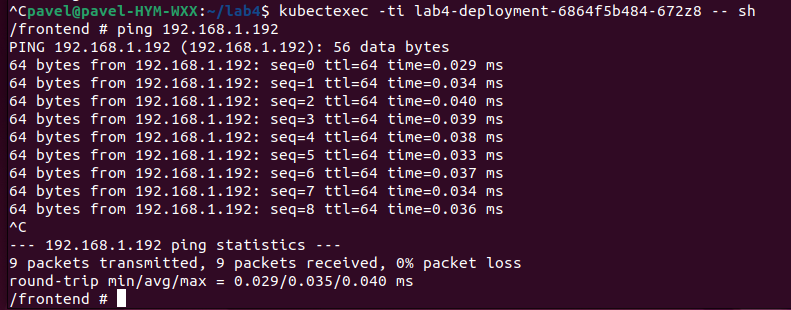 ^Cpavel@pavel-HYM-WXX:~/lab4$ kubectexec -ti lab4-deployment-6864f5b484-672z8 -- sh
/frontend # ping 192.168.1.192
PING 192.168.1.192 (192.168.1.192): 56 data bytes
64 bytes from 192.168.1.192: seq=0 ttl=64 time=0.029 ms
64 bytes from 192.168.1.192: seq=1 ttl=64 time=0.034 ms
64 bytes from 192.168.1.192: seq=2 ttl=64 time=0.040 ms
64 bytes from 192.168.1.192: seq=3 ttl=64 time=0.039 ms
64 bytes from 192.168.1.192: seq=4 ttl=64 time=0.038 ms
64 bytes from 192.168.1.192: seq=5 ttl=64 time=0.033 ms
64 bytes from 192.168.1.192: seq=6 ttl=64 time=0.037 ms
64 bytes from 192.168.1.192: seq=7 ttl=64 time=0.034 ms
64 bytes from 192.168.1.192: seq=8 ttl=64 time=0.036 ms
^C
--- 192.168.1.192 ping statistics ---
9 packets transmitted, 9 packets received, 0% packet loss
round-trip min/avg/max = 0.029/0.035/0.040 ms
/frontend #